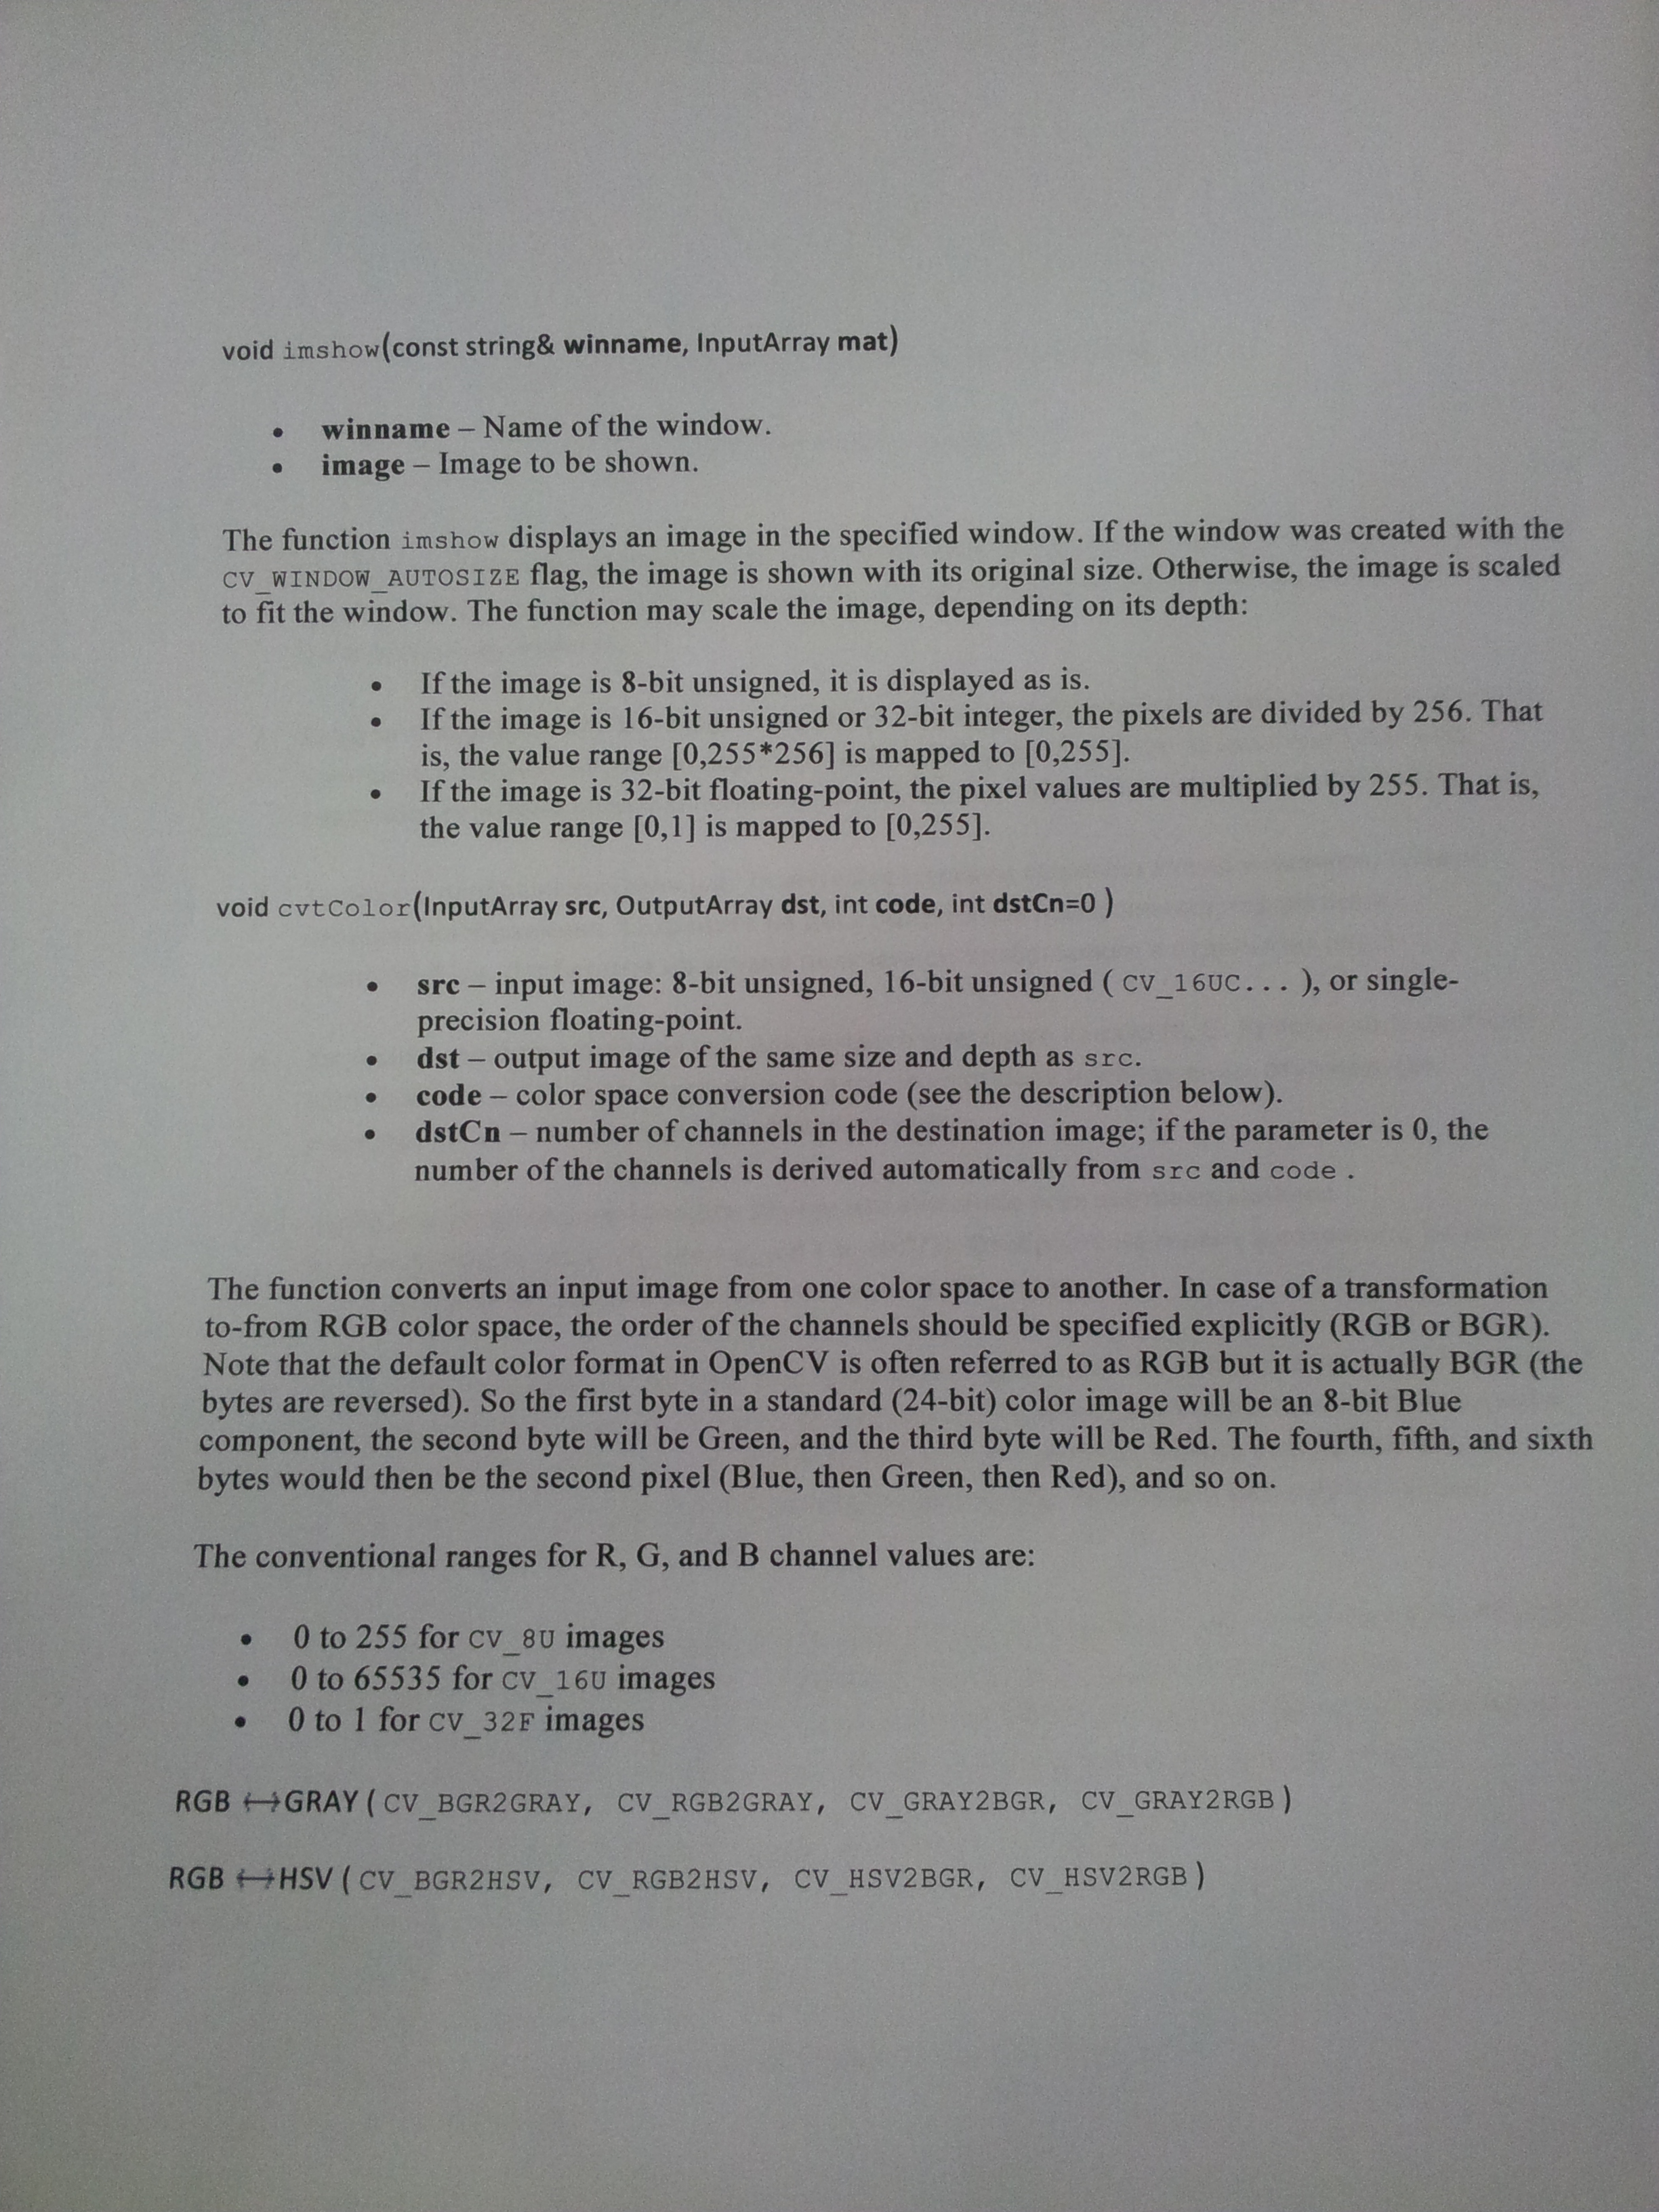 void imshow(const string& winname, InputArray mat)
• winname – Name of the window.
• image – Image to be shown.
The function imshow displays an image in the specified window. If the window was created with the
CV_WINDOW_AUTOSIZE flag, the image is shown with its original size. Otherwise, the image is scaled
to fit the window. The function may scale the image, depending on its depth:
• If the image is 8-bit unsigned, it is displayed as is.
• If the image is 16-bit unsigned or 32-bit integer, the pixels are divided by 256. That
is, the value range [0,255*256] is mapped to [0,255].
• If the image is 32-bit floating-point, the pixel values are multiplied by 255. That is,
the value range [0,1] is mapped to [0,255].
void cvtColor(InputArray src, OutputArray dst, int code, int dstCn=0 )
• src – input image: 8-bit unsigned, 16-bit unsigned ( CV_16UC... ), or single-
precision floating-point.
• dst – output image of the same size and depth as src.
• code – color space conversion code (see the description below).
• dstCn – number of channels in the destination image; if the parameter is 0, the
number of the channels is derived automatically from src and code .
The function converts an input image from one color space to another. In case of a transformation
to-from RGB color space, the order of the channels should be specified explicitly (RGB or BGR).
Note that the default color format in OpenCV is often referred to as RGB but it is actually BGR (the
bytes are reversed). So the first byte in a standard (24-bit) color image will be an 8-bit Blue
component, the second byte will be Green, and the third byte will be Red. The fourth, fifth, and sixth
bytes would then be the second pixel (Blue, then Green, then Red), and so on.
The conventional ranges for R, G, and B channel values are:
• 0 to 255 for CV_8U images
• 0 to 65535 for CV_16U images
• 0 to 1 for CV_32F images
RGB ↔GRAY ( CV_BGR2GRAY, CV_RGB2GRAY, CV_GRAY2BGR, CV_GRAY2RGB )
RGB ↔HSV ( CV_BGR2HSV, CV_RGB2HSV, CV_HSV2BGR, CV_HSV2RGB )